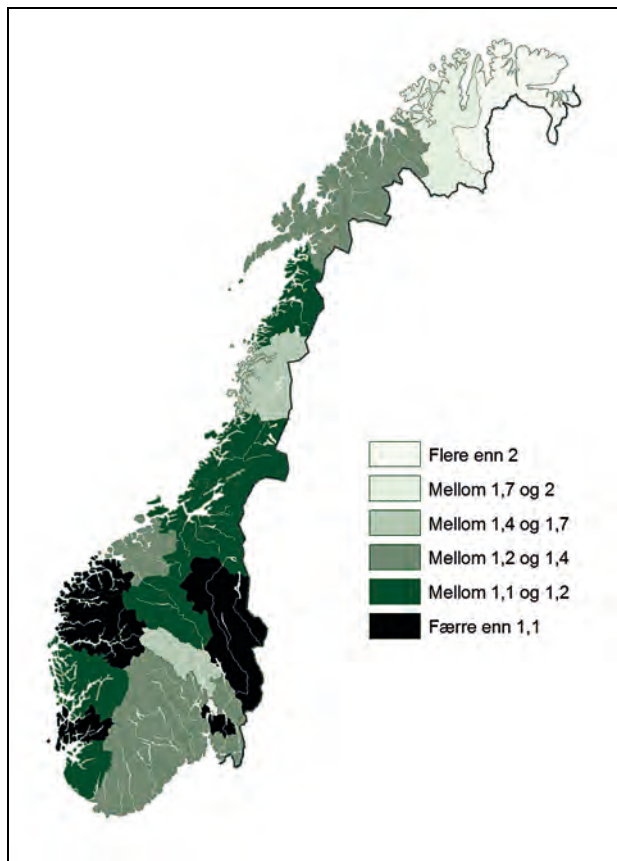 Flere enn 2
Mellom 1,7 og 2
Mellom 1,4 og 1,7
Mellom 1,2 og 1,4
Mellom 1,1 og 1,2
Færre enn 1,1